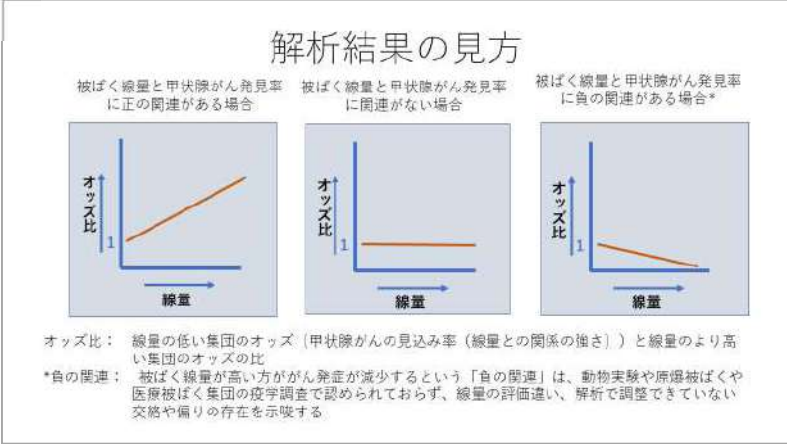 解析結果の見方
被ばく線量と甲状腺がん発見率
に正の関連がある場合
被ばく線量と甲状腺がん発見率
に関連がない場合
被ばく線量と甲状腺がん発見率
に負の関連がある場合*
オッズ比
1
線量
オッズ比
1
線量
オッズ比
1
線量
オッズ比： 線量の低い集団のオッズ〔甲状腺がんの見込み率（線量との関係の強さ）〕と線量のより高
い集団のオッズの比
*負の関連： 被ばく線量が高い方ががん発症が減少するという「負の関連」は、動物実験や原爆被ばくや
医療被ばく集団の疫学調査で認められておらず、線量の評価違い、解析で調整できていない
交絡や偏りの存在を示唆する